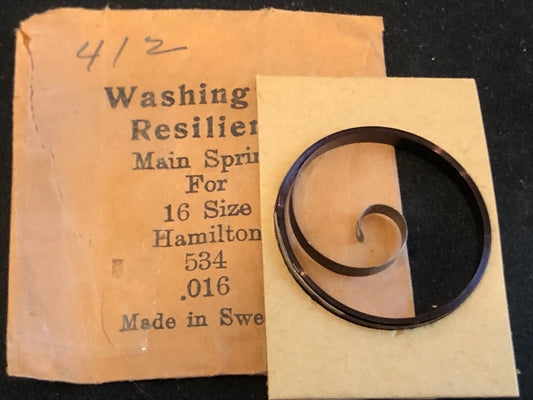 412
Washing
Resilien
Main Sprin
For
16 Size
Hamilton
534
.016
Made in Swe